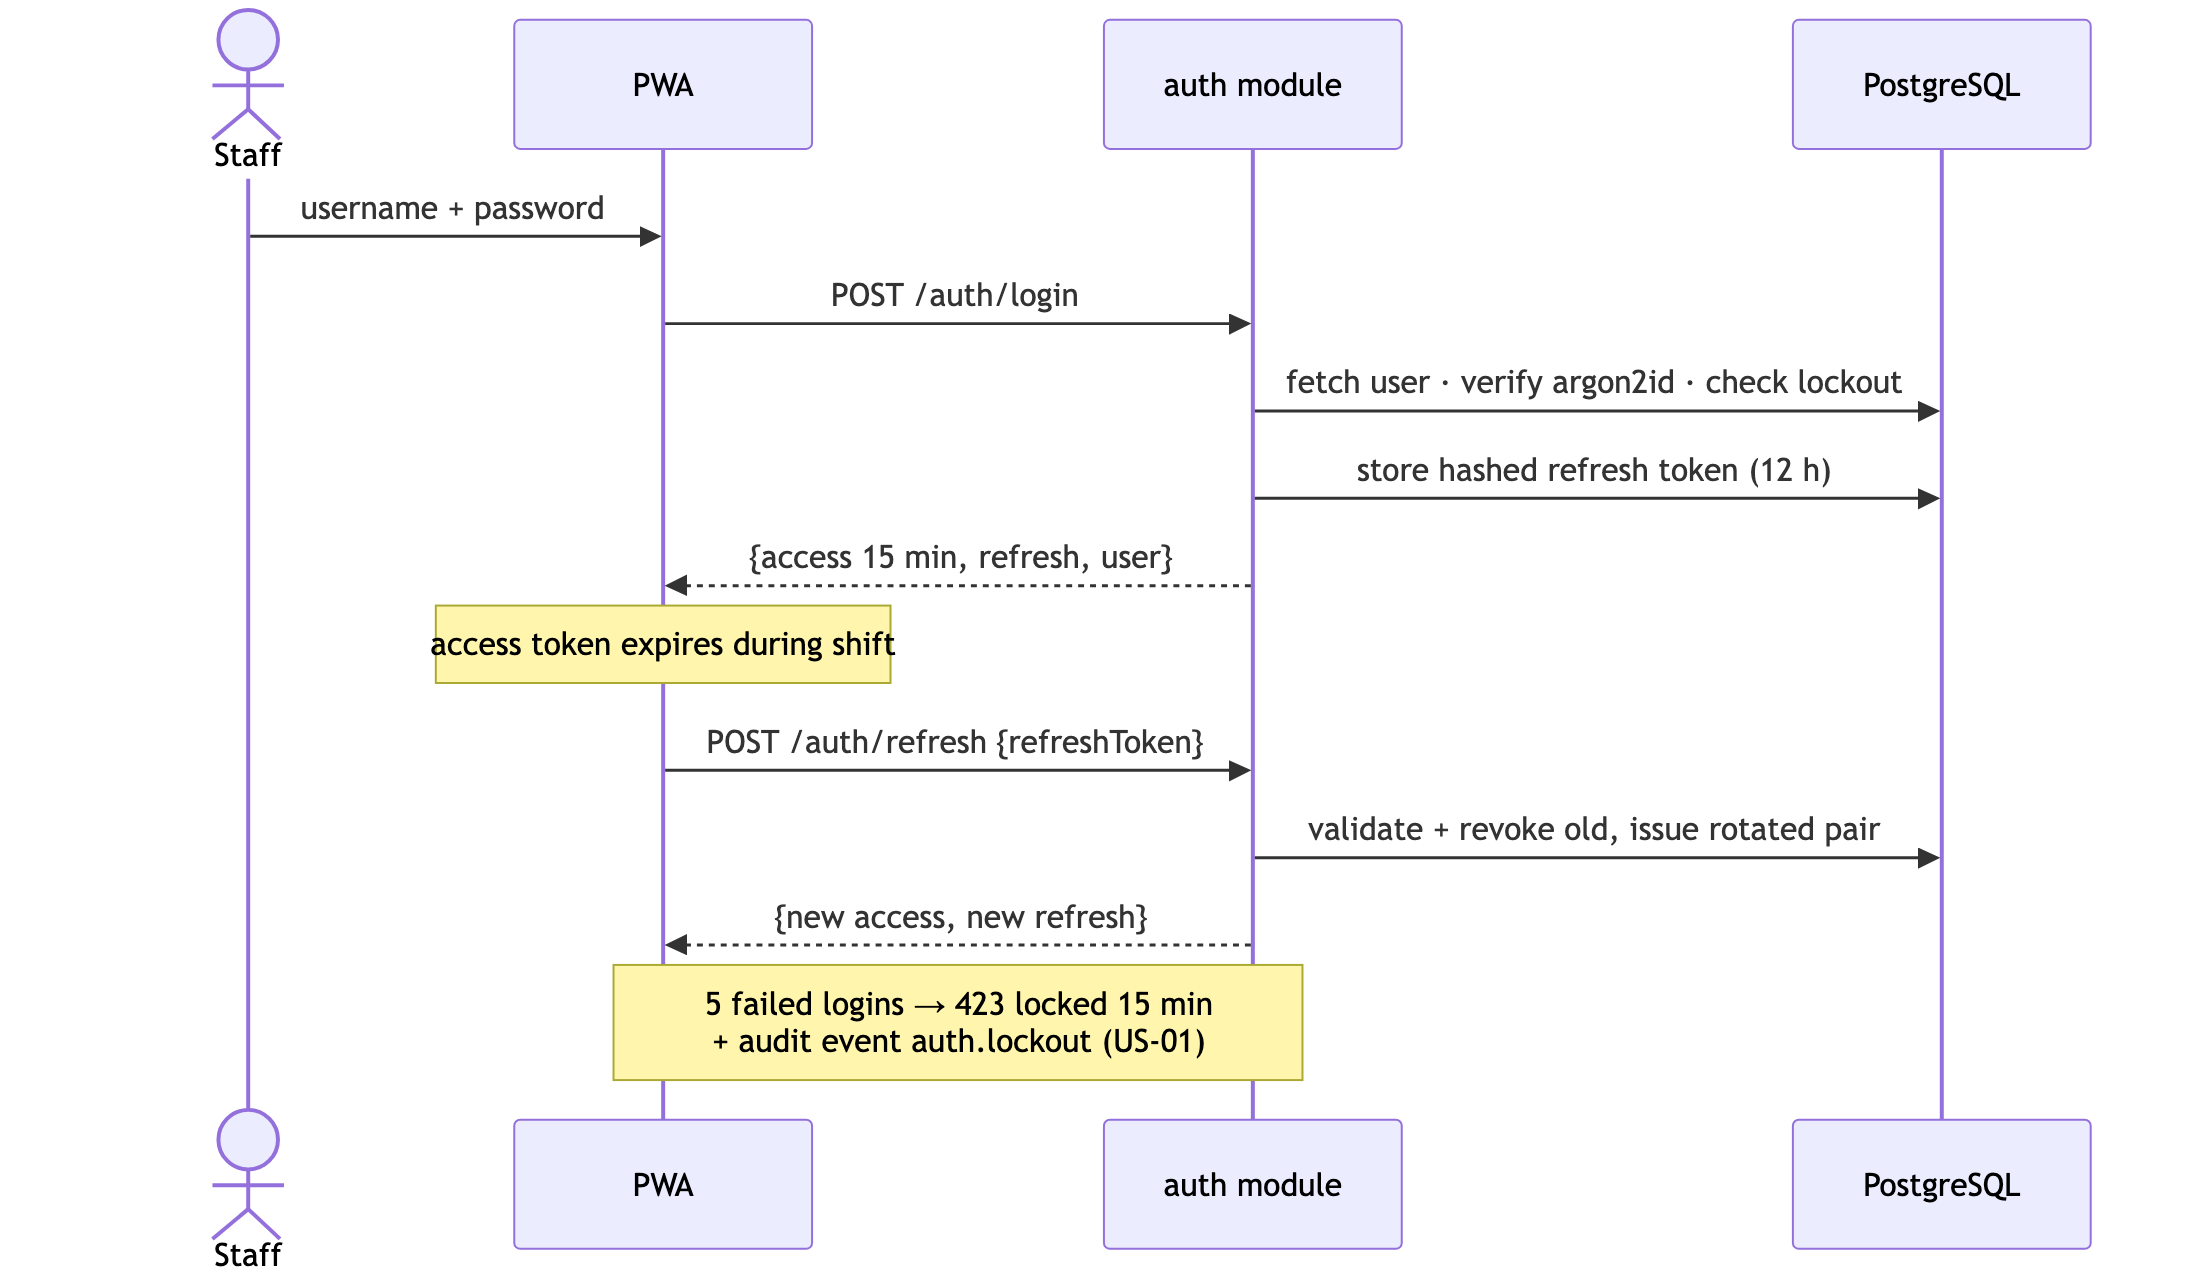 Staff
PWA
auth module
PostgreSQL
username + password
POST /auth/login
fetch user · verify argon2id · check lockout
store hashed refresh token (12 h)
{access 15 min, refresh, user}
access token expires during shift
POST /auth/refresh {refreshToken}
validate + revoke old, issue rotated pair
{new access, new refresh}
5 failed logins → 423 locked 15 min
+ audit event auth.lockout (US-01)
Staff
PWA
auth module
PostgreSQL